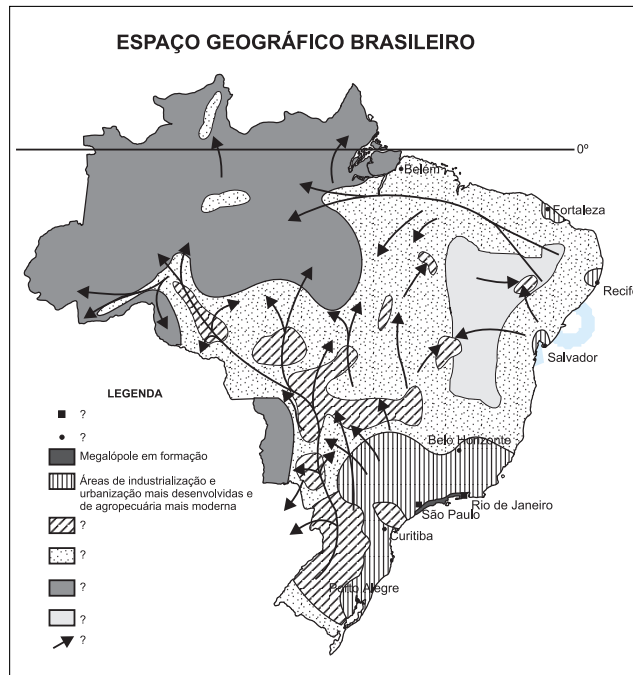 ESPAÇO GEOGRÁFICO BRASILEIRO
0º
Belém
Fortaleza
Recife
Salvador
LEGENDA
?
?
Megalópole em formação
Áreas de industrialização e
urbanização mais desenvolvidas e
de agropecuária mais moderna
?
?
?
?
?
Belo Horizonte
Rio de Janeiro
São Paulo
Curitiba
Porto Alegre